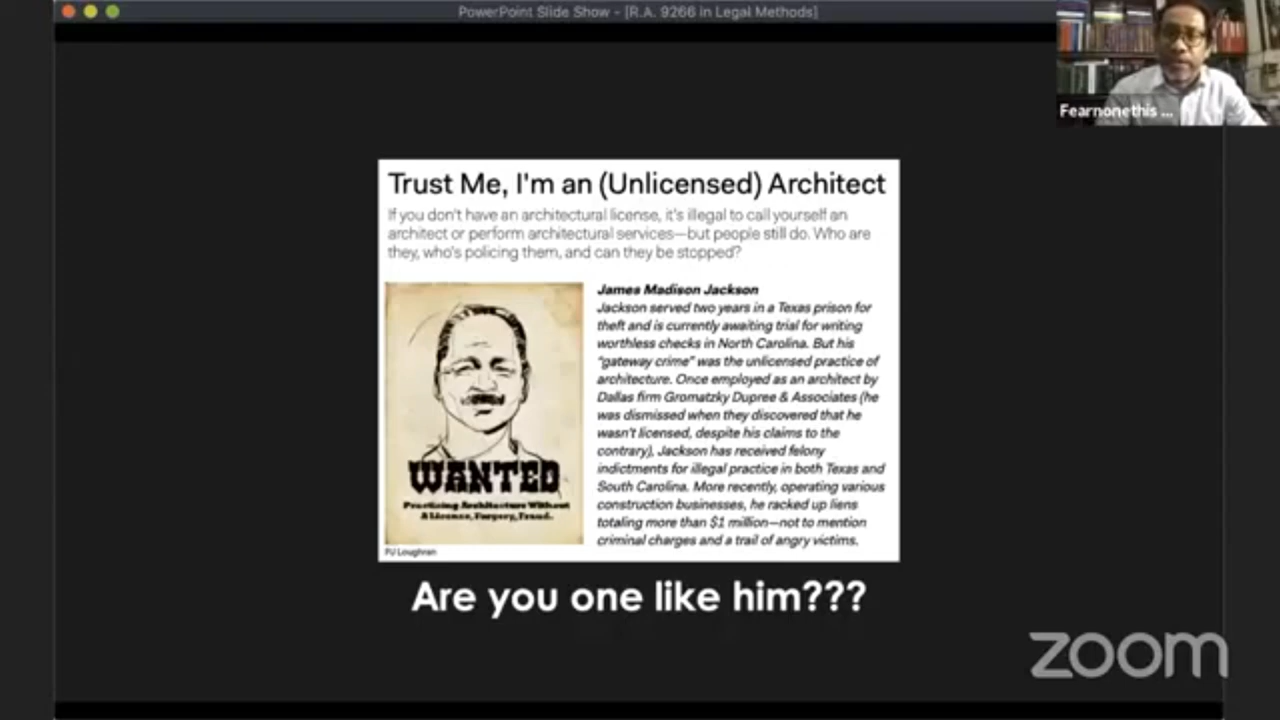 PowerPoint Slide Show - [R.A. 9266 in Legal Methods]
Fearnonethis ...
Trust Me, I'm an (Unlicensed) Architect
If you don't have an architectural license, it's illegal to call yourself an
architect or perform architectural services—but people still do. Who are
they, who's policing them, and can they be stopped?
James Madison Jackson
Jackson served two years in a Texas prison for
theft and is currently awaiting trial for writing
worthless checks in North Carolina. But his
"gateway crime" was the unlicensed practice of
architecture. Once employed as an architect by
Dallas firm Gromatzky Dupree & Associates (he
was dismissed when they discovered that he
wasn't licensed, despite his claims to the
contrary), Jackson has received felony
indictments for illegal practice in both Texas and
South Carolina. More recently, operating various
construction businesses, he racked up liens
totaling more than $1 million—not to mention
criminal charges and a trail of angry victims.
WANTED
Practicing Architecture Without
A License, Forgery, Fraud.
PJ Loughran
Are you one like him???
zoom